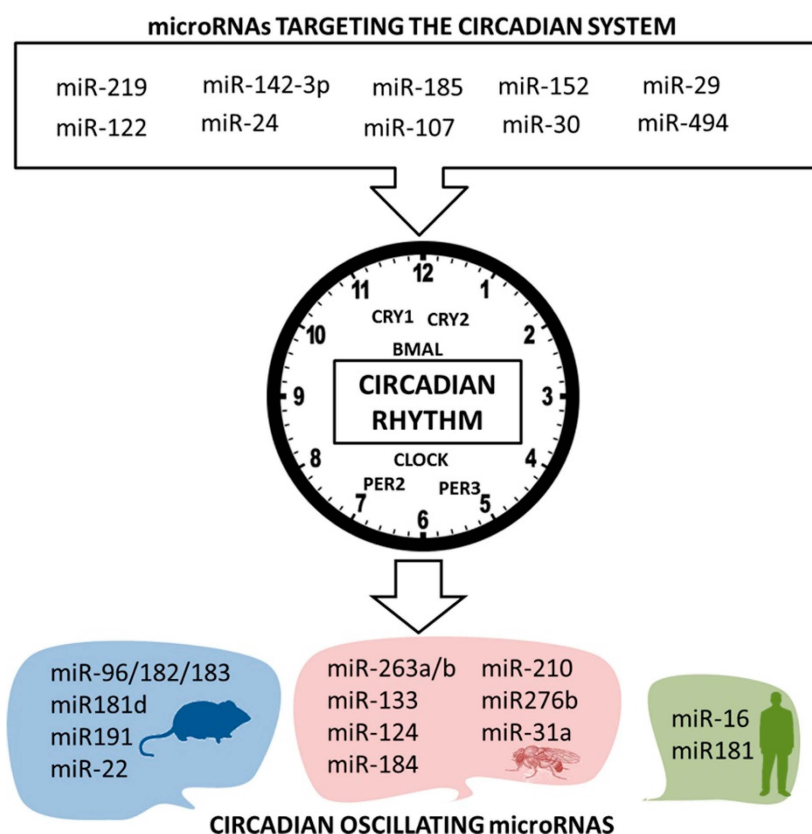 microRNAs TARGETING THE CIRCADIAN SYSTEM
miR-219 miR-142-3p miR-185 miR-152 miR-29
miR-122 miR-24 miR-107 miR-30 miR-494
12
11 1
CRY1 CRY2
10 2
BMAL
CIRCADIAN
9 3
RHYTHM
CLOCK
8 4
PER2 PER3
7 5
6
miR-96/182/183
miR181d
miR191
miR-22
miR-263a/b miR-210
miR-133 miR276b
miR-124 miR-31a
miR-184
miR-16
miR181
CIRCADIAN OSCILLATING microRNAS